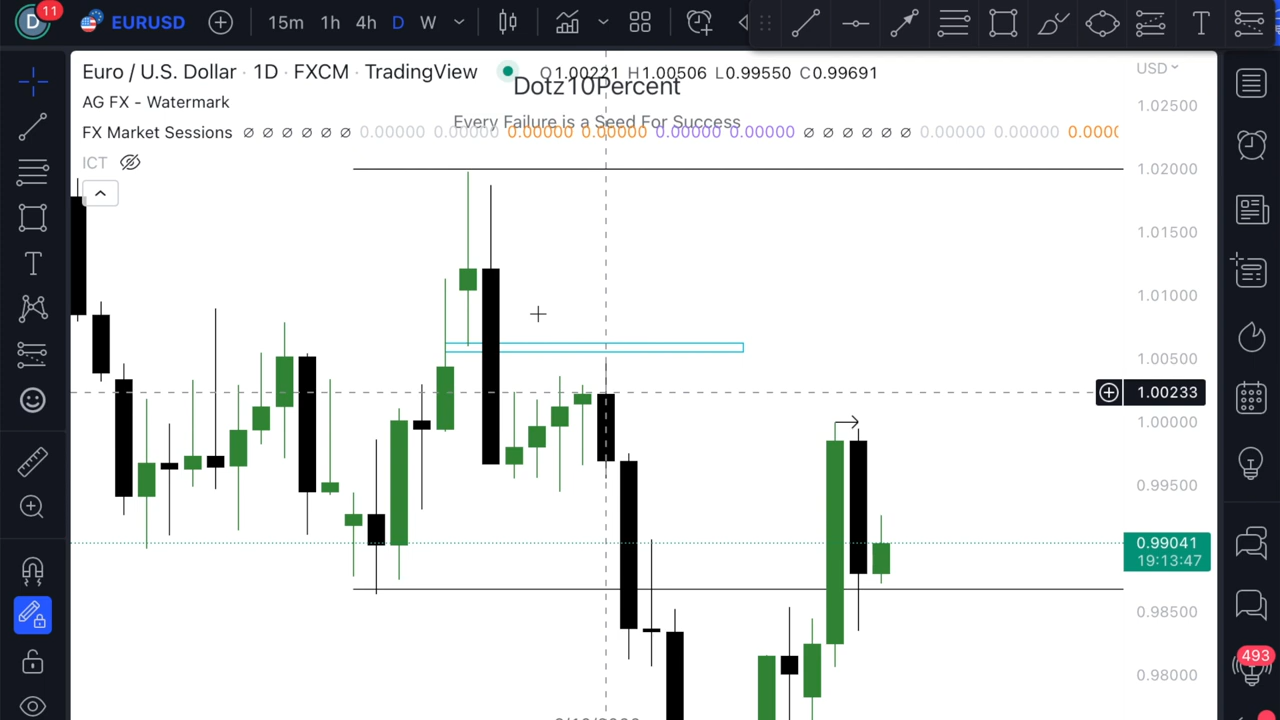 D 11 EURUSD 15m 1h 4h D W T
Euro / U.S. Dollar · 1D · FXCM · TradingView O1.00221 H1.00506 L0.99550 C0.99691 USD
Dotz10Percent
AG FX - Watermark
Every Failure is a Seed For Success
FX Market Sessions ∅ ∅ ∅ ∅ ∅ ∅ 0.00000 0.00000 0.00000 0.00000 0.00000 0.00000 ∅ ∅ ∅ ∅ ∅ 0.00000 0.00000 0.0000
ICT
1.02500
1.02000
1.01500
1.01000
1.00500
1.00233
1.00000
0.99500
0.99041
19:13:47
0.98500
0.98000
T
493